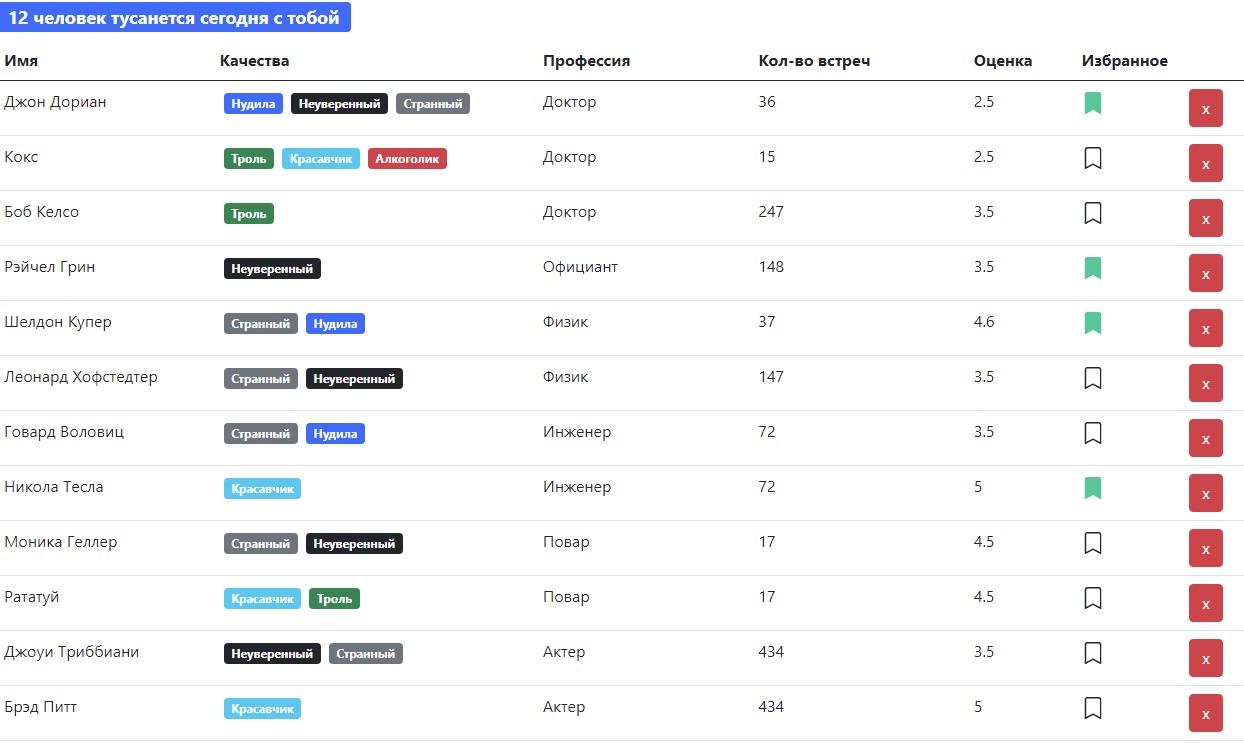 12 человек тусанется сегодня с тобой
Имя Качества Профессия Кол-во встреч Оценка Избранное
Джон Дориан Нудила Неуверенный Странный Доктор 36 2.5 x
Кокс Троль Красавчик Алкоголик Доктор 15 2.5 x
Боб Келсо Троль Доктор 247 3.5 x
Рэйчел Грин Неуверенный Официант 148 3.5 x
Шелдон Купер Странный Нудила Физик 37 4.6 x
Леонард Хофстедтер Странный Неуверенный Физик 147 3.5 x
Говард Воловиц Странный Нудила Инженер 72 3.5 x
Никола Тесла Красавчик Инженер 72 5 x
Моника Геллер Странный Неуверенный Повар 17 4.5 x
Рататуй Красавчик Троль Повар 17 4.5 x
Джоуи Триббиани Неуверенный Странный Актер 434 3.5 x
Брэд Питт Красавчик Актер 434 5 x